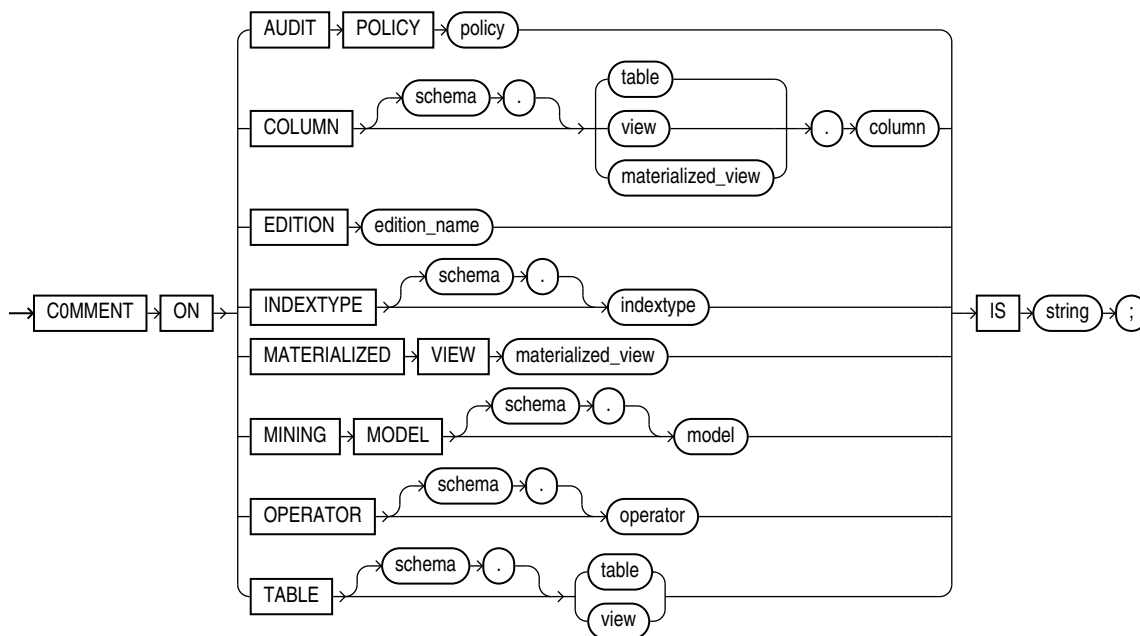 AUDIT POLICY policy
schema .
table
COLUMN view . column
materialized_view
EDITION edition_name
schema .
C0MMENT ON INDEXTYPE indextype IS string ;
MATERIALIZED VIEW materialized_view
schema .
MINING MODEL model
schema .
OPERATOR operator
schema .
table
TABLE
view